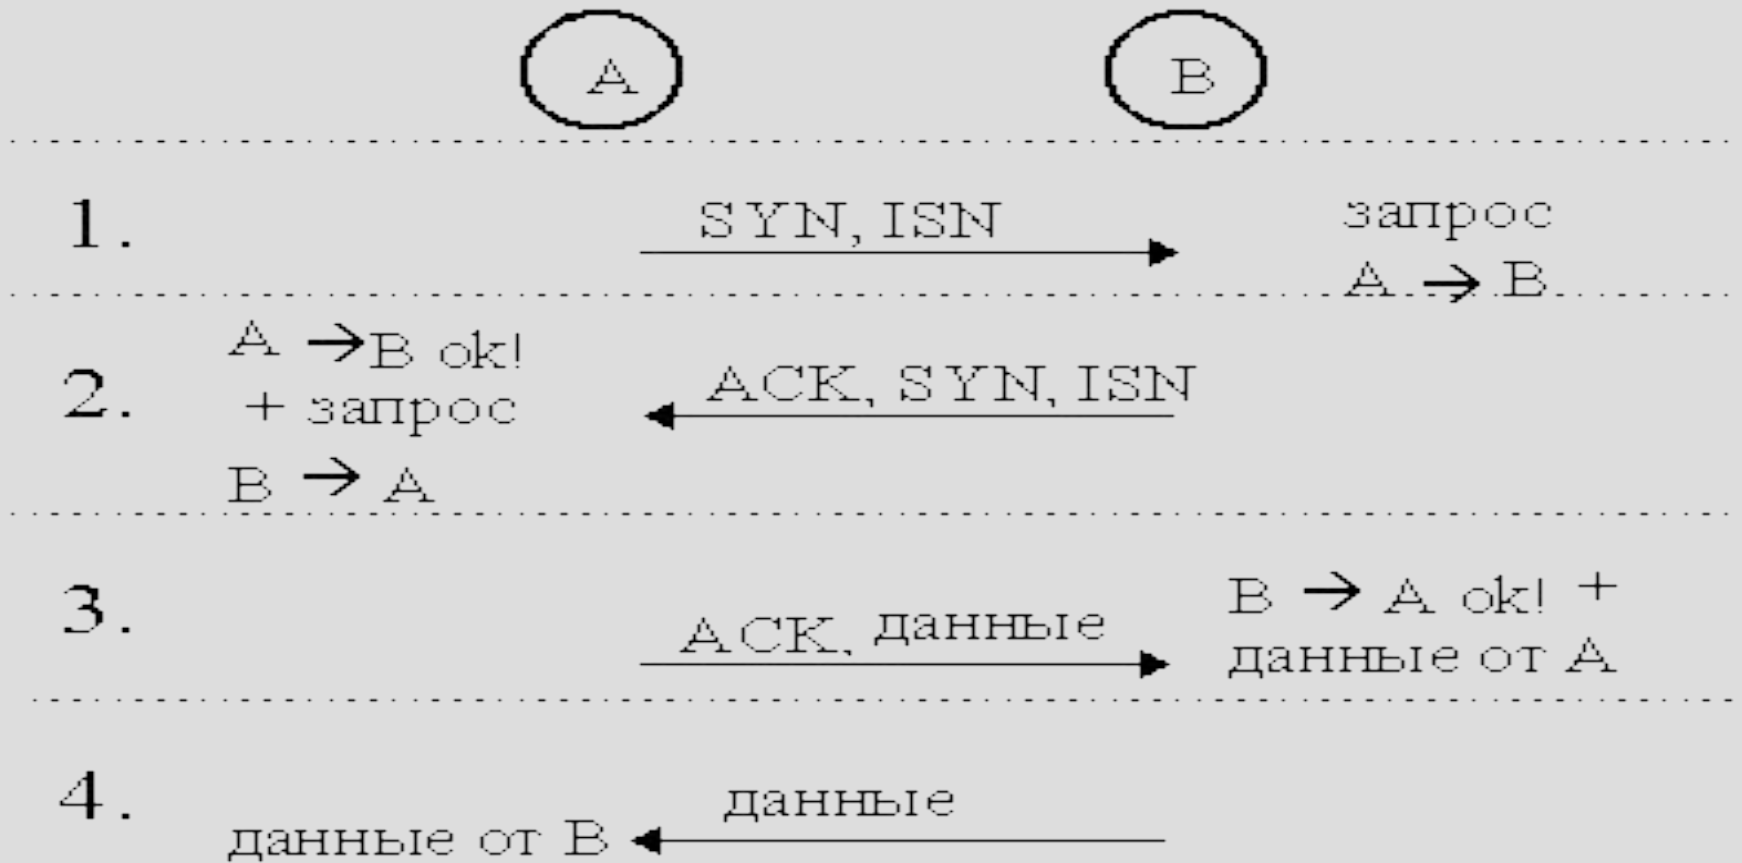 A B
1. SYN, ISN запрос
A → B
A → B ok!
2. ACK, SYN, ISN
+ запрос
B → A
3. ACK, данные B → A ok! +
данные от A
4. данные
данные от B